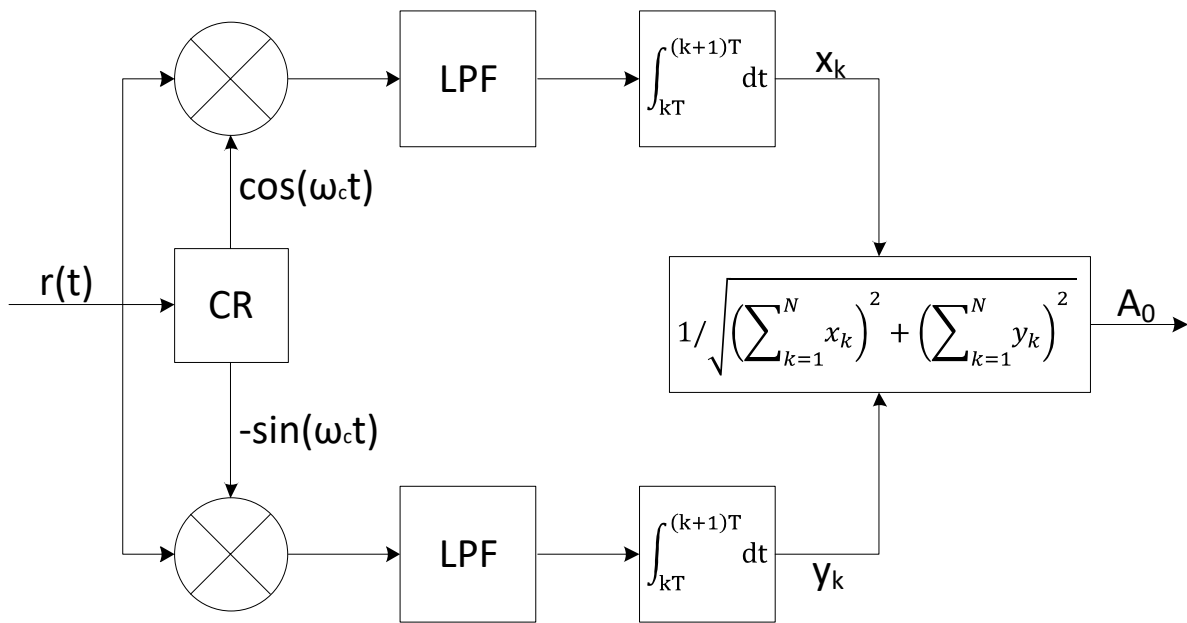 LPF
∫_{kT}^{(k+1)T} dt
x_k
cos(ω_c t)
r(t)
CR
1/√((∑_{k=1}^{N} x_k)^2 + (∑_{k=1}^{N} y_k)^2)
A_0
-sin(ω_c t)
LPF
∫_{kT}^{(k+1)T} dt
y_k